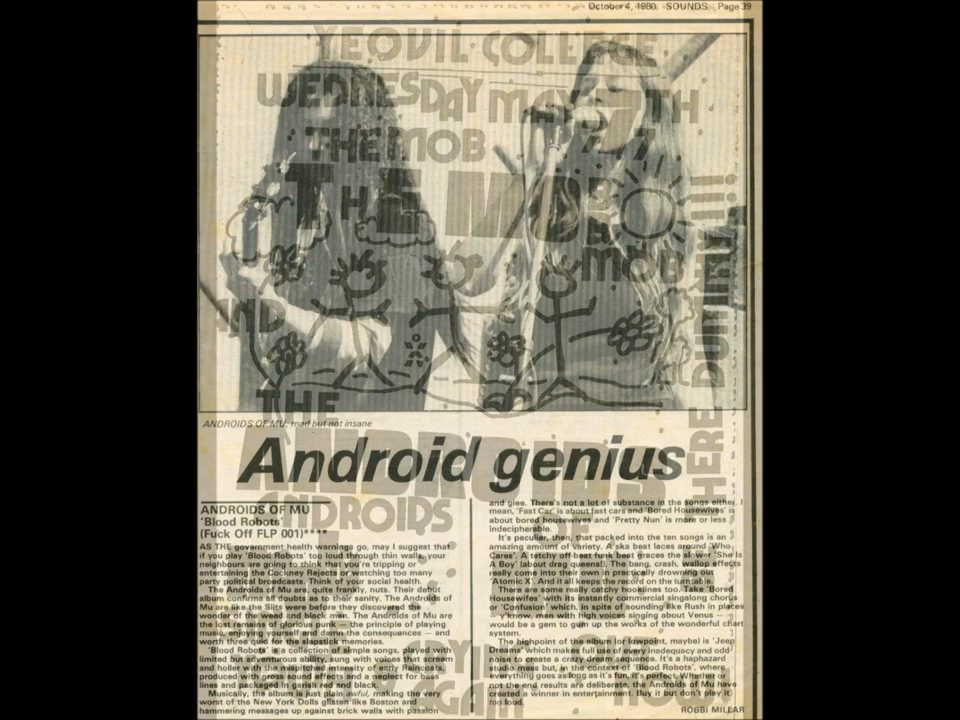 October 4, 1980 SOUNDS Page 39
YEOVIL COLLEGE
WEDNESDAY MAY 7TH
THE MOB
THE MOB
MOB
AND
THE
DUMMY!!!
HERE
ANDROIDS OF MU, mad but not insane
Android genius
ANDROIDS
ANDROIDS
OF
ANDROIDS OF MU
'Blood Robots'
(Fuck Off FLP 001)****
AS THE government health warnings go, may I suggest that
if you play 'Blood Robots' too loud through thin walls, your
neighbours are going to think that you're tripping or
entertaining the Cockney Rejects or watching too many
party political broadcasts. Think of your social health.
The Androids of Mu are, quite frankly, nuts. Their debut
album confirms all doubts as to their sanity. The Androids of
Mu are like the Slits were before they discovered the
wonder of the weed and black men. The Androids of Mu are
the lost tribe of glorious punk — the principle of playing
music, enjoying yourself and damn the consequences — and
worth three quid for the slapstick memories.
'Blood Robots' is a collection of simple songs, played with
limited but adventurous ability, sung with voices that scream
and holler with the mispitched intensity of early Raincoats,
produced with gross sound effects and a neglect for bass
lines and packaged in garish red and black.
Musically, the album is just plain awful, making the very
worst of the New York Dolls glisten like Boston and
hammering messages up against brick walls with passion
and glee. There's not a lot of substance in the songs either. I
mean, 'Fast Car' is about fast cars and 'Bored Housewives' is
about bored housewives and 'Pretty Nun' is more or less
indecipherable.
It's peculiar, then, that packed into the ten songs is an
amazing amount of variety. A ska beat laces around 'Who
Cares'. A tetchy off beat funk beat graces the slower 'She Is
A Boy' (about drag queens). The bang, crash, wallop effects
really come into their own in practically drowning out
'Atomic X'. And it all keeps the record on the turntable.
There are some really catchy hooklines too. Take 'Bored
Housewives' with its instantly commercial singalong chorus
or 'Confusion' which, in spite of sounding like Rush in places
— y'know, men with high voices singing about Venus —
would be a gem to gum up the works of the wonderful chart
system.
The highpoint of the album (or lowpoint, maybe) is 'Jeep
Dreams' which makes full use of every inadequacy and odd
noise to create a crazy dream sequence. It's a haphazard
studio mess but, in the context of 'Blood Robots', where
everything goes as long as it's fun, it's perfect. Whether or
not the end results are deliberate, the Androids of Mu have
created a winner in entertainment. Buy it but don't play it
too loud.
ROBBI MILLAR